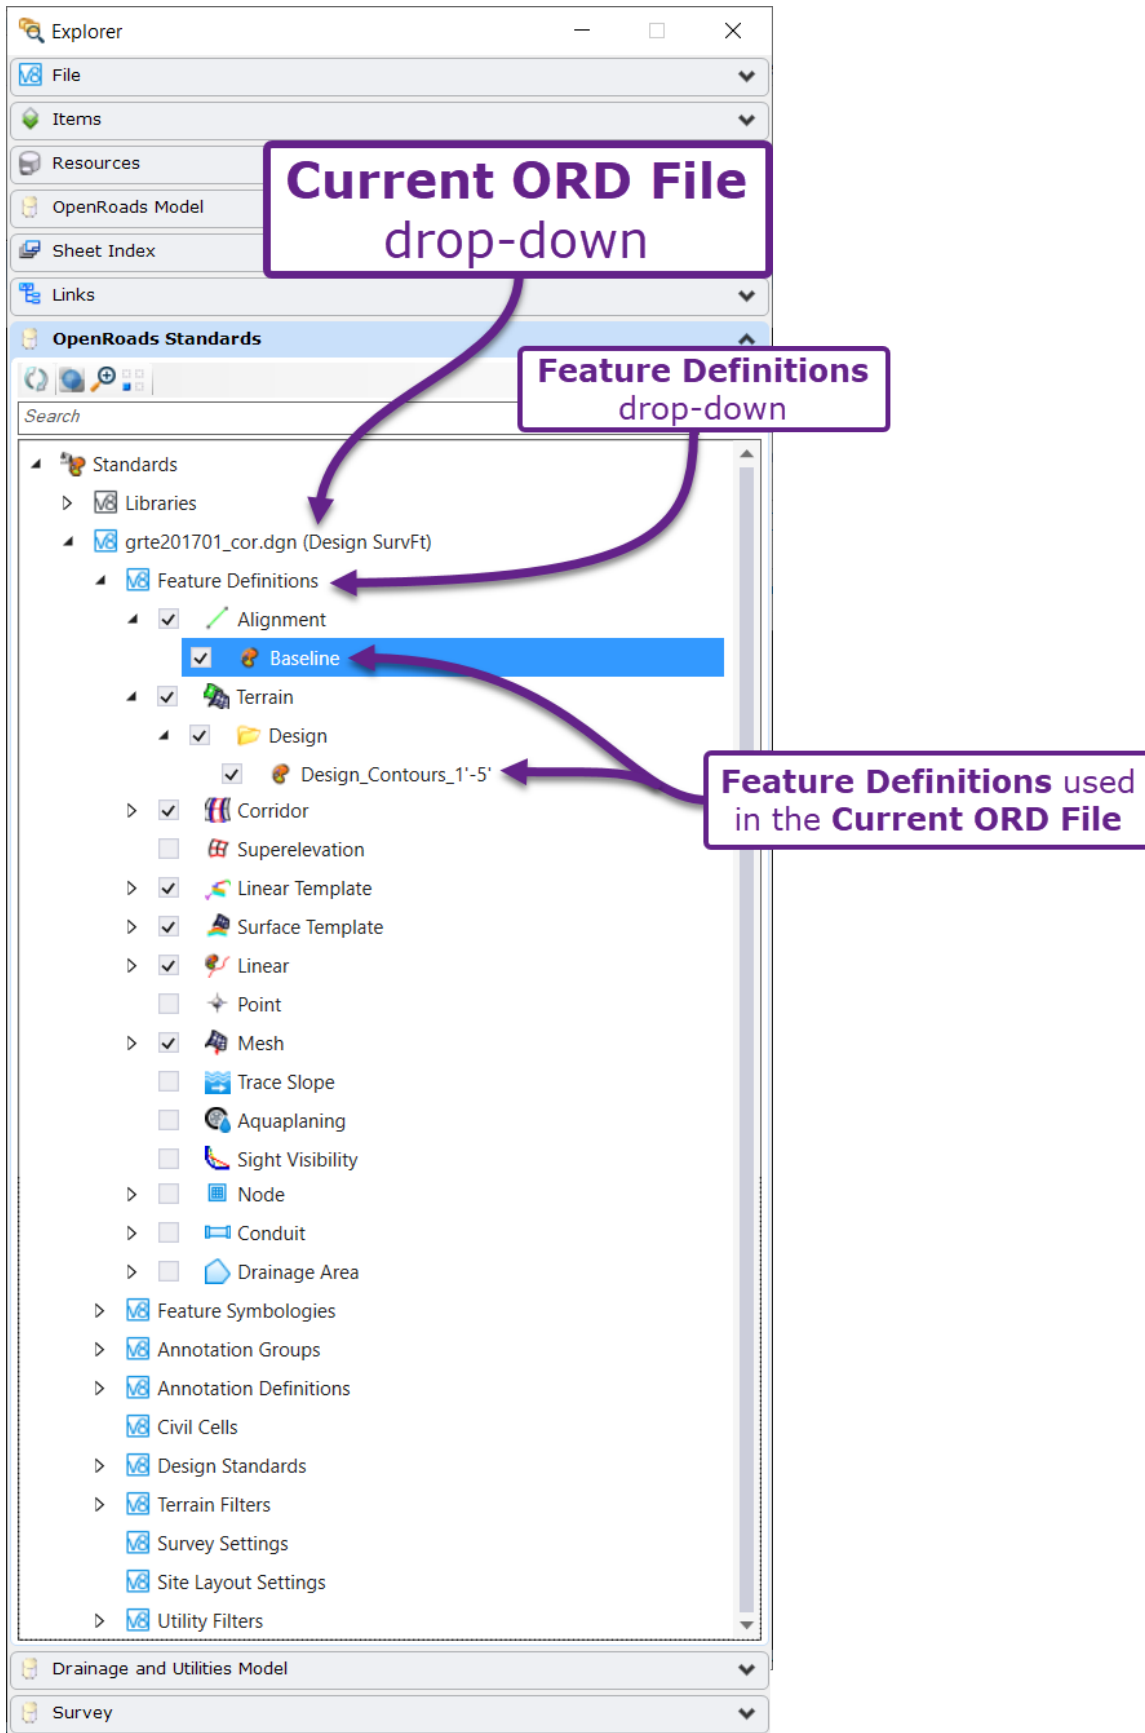 Explorer
File
Items
Resources
OpenRoads Model
Sheet Index
Links
Current ORD File
drop-down
OpenRoads Standards
Feature Definitions
drop-down
Search
Standards
Libraries
grte201701_cor.dgn (Design SurvFt)
Feature Definitions
Alignment
Baseline
Terrain
Design
Design_Contours_1'-5'
Feature Definitions used
in the Current ORD File
Corridor
Superelevation
Linear Template
Surface Template
Linear
Point
Mesh
Trace Slope
Aquaplaning
Sight Visibility
Node
Conduit
Drainage Area
Feature Symbologies
Annotation Groups
Annotation Definitions
Civil Cells
Design Standards
Terrain Filters
Survey Settings
Site Layout Settings
Utility Filters
Drainage and Utilities Model
Survey